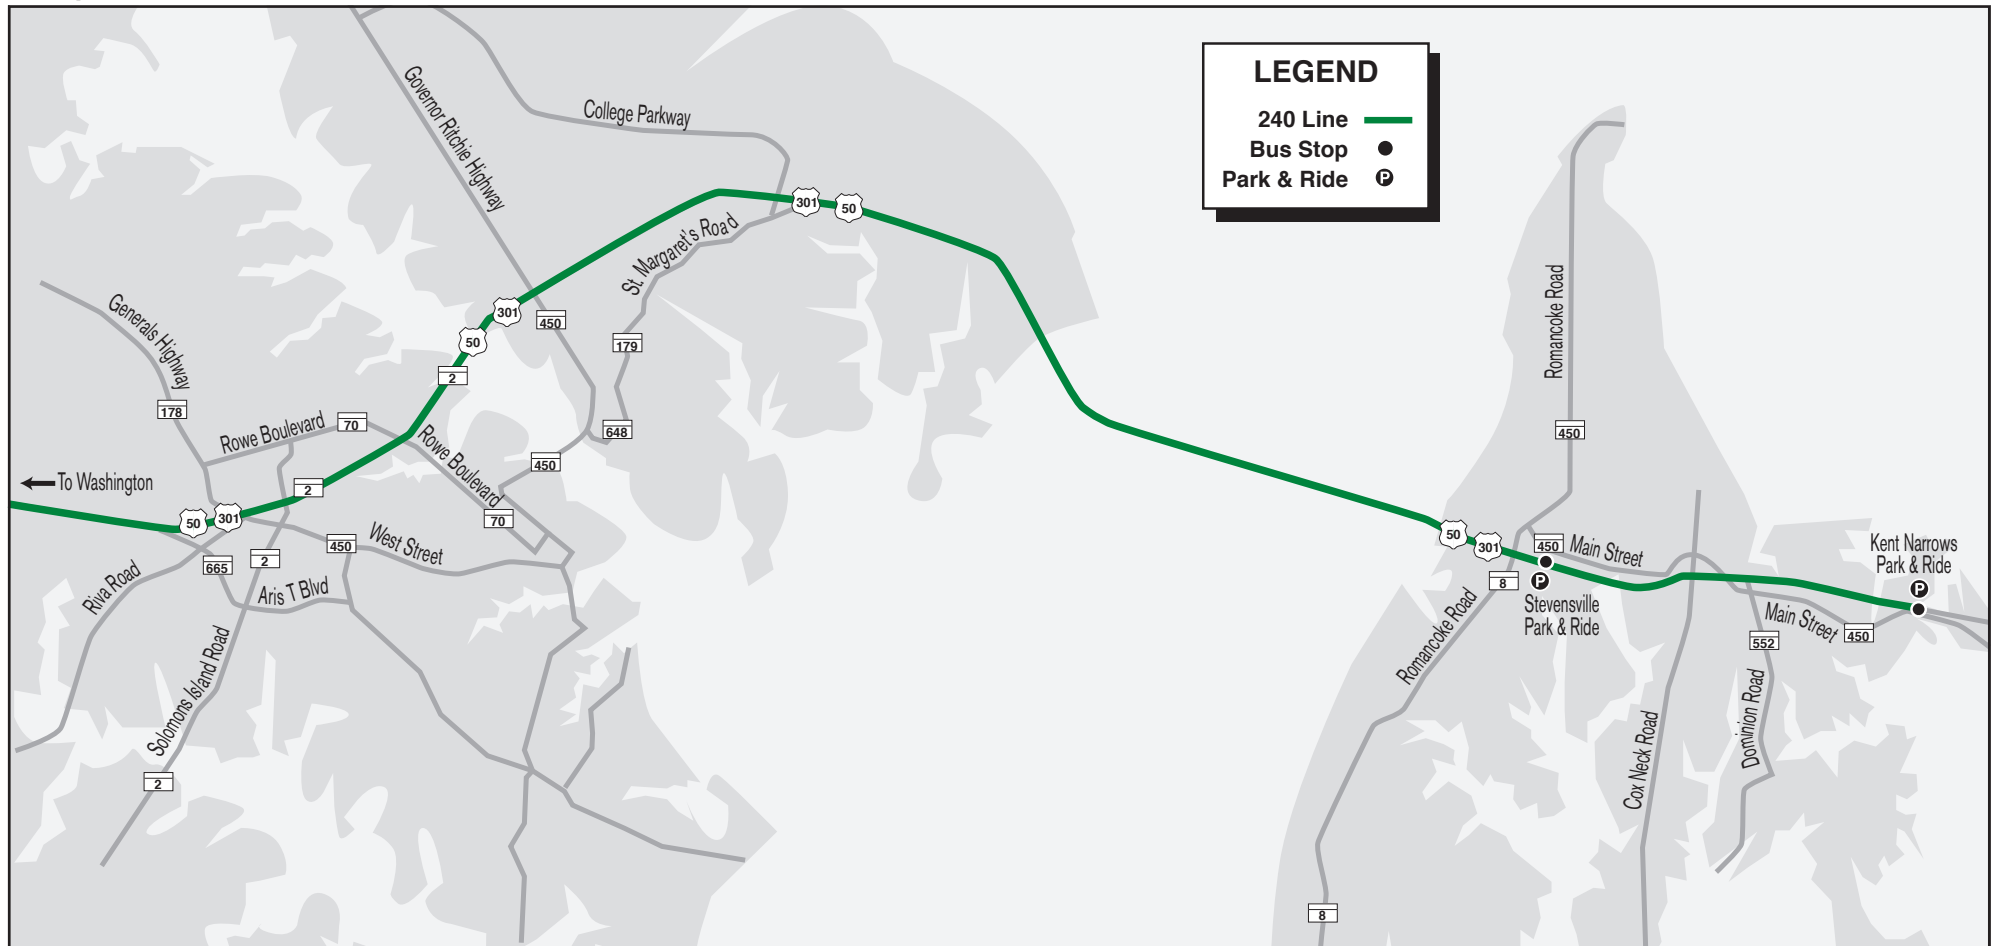 LEGEND
240 Line
Bus Stop
Park & Ride P
Governor Ritchie Highway
College Parkway
301
50
St. Margaret's Road
301
450
50
179
2
Generals Highway
178
Rowe Boulevard
70
648
Rowe Boulevard
450
To Washington
2
70
50
301
West Street
450
2
665
Riva Road
Aris T Blvd
Solomons Island Road
2
Romancoke Road
450
50
301
450
Main Street
8
P
Stevensville
Park & Ride
Kent Narrows
Park & Ride
P
Main Street
450
552
Romancoke Road
Cox Neck Road
Dominion Road
8